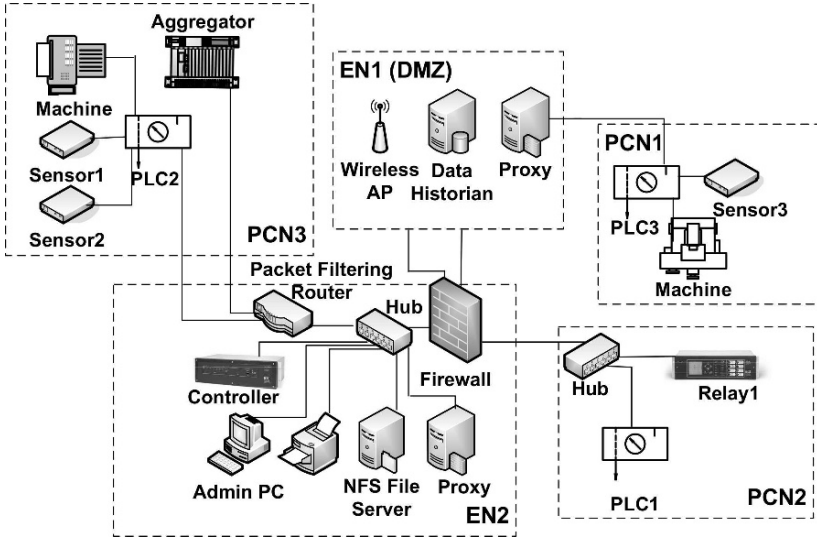 Aggregator
Machine
Sensor1
PLC2
Sensor2
PCN3
EN1 (DMZ)
Wireless
AP
Data
Historian
Proxy
PCN1
PLC3
Sensor3
Machine
Packet Filtering
Router
Hub
Firewall
Controller
Admin PC
NFS File
Server
Proxy
EN2
Hub
Relay1
PLC1
PCN2